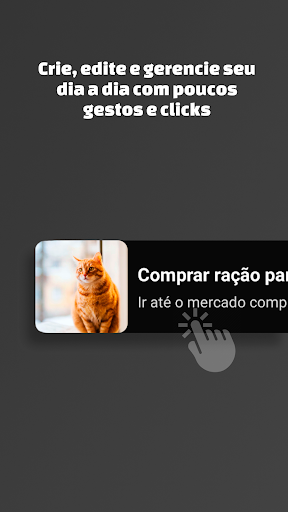 Crie, edite e gerencie seu
dia a dia com poucos
gestos e clicks
Comprar ração par
Ir até o mercado comp